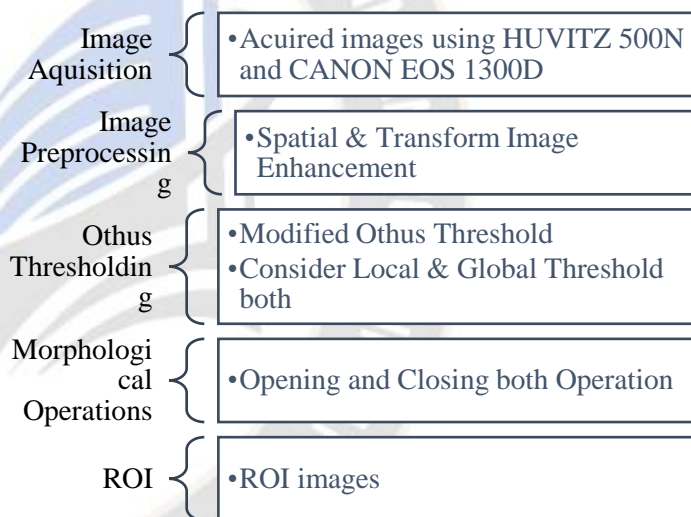 Image
Aquisition
•Acuired images using HUVITZ 500N
and CANON EOS 1300D
Image
Preprocessin
g
•Spatial & Transform Image
Enhancement
Othus
Thresholdin
g
•Modified Othus Threshold
•Consider Local & Global Threshold
both
Morphologi
cal
Operations
•Opening and Closing both Operation
ROI
•ROI images